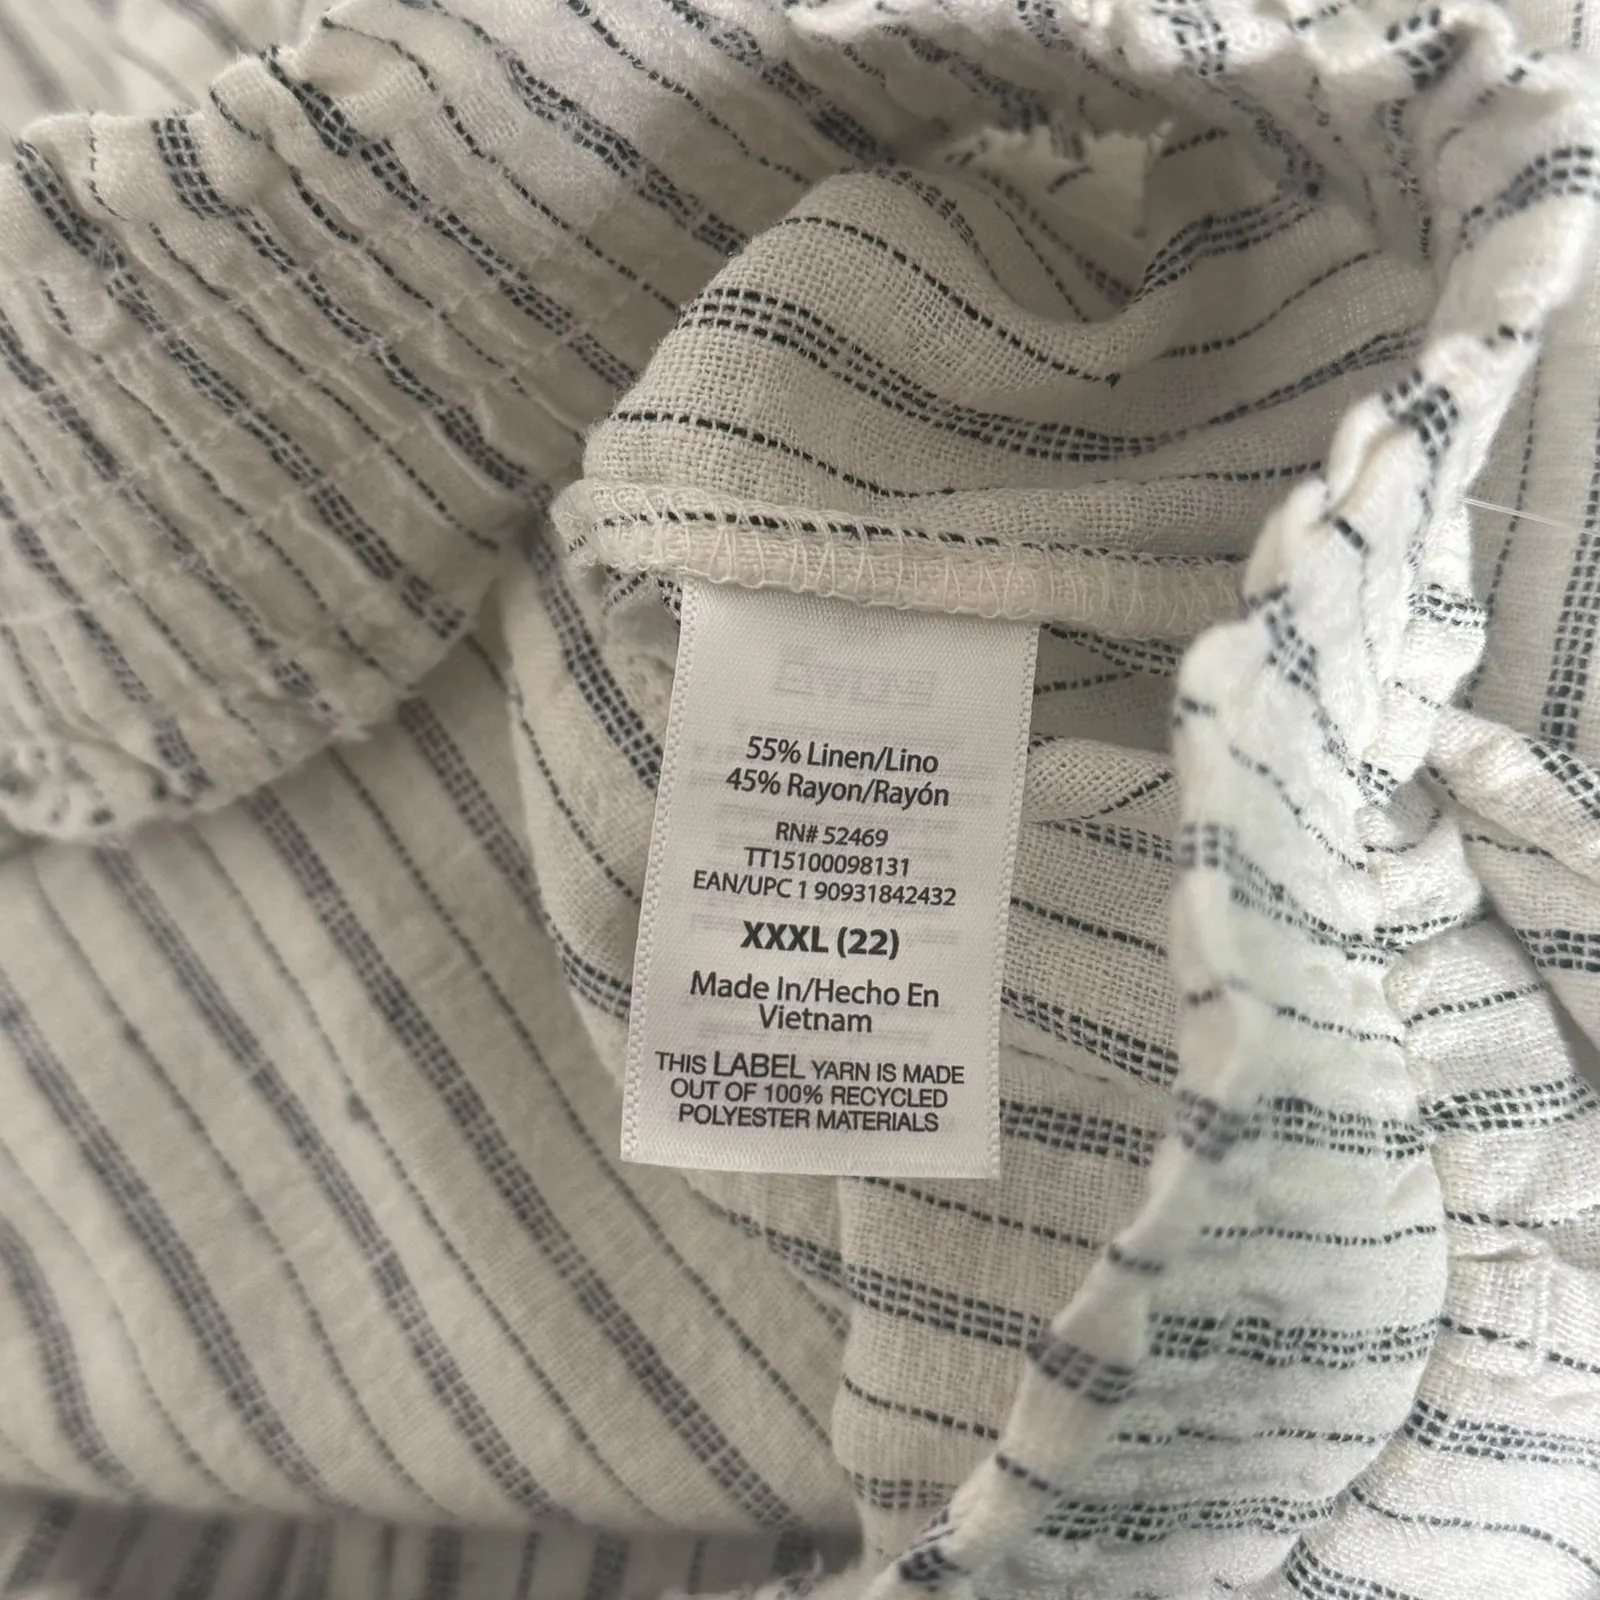 55% Linen/Lino
45% Rayon/Rayón
RN# 52469
TT15100098131
EAN/UPC 1 90931842432
XXXL (22)
Made In/Hecho En
Vietnam
THIS LABEL YARN IS MADE
OUT OF 100% RECYCLED
POLYESTER MATERIALS